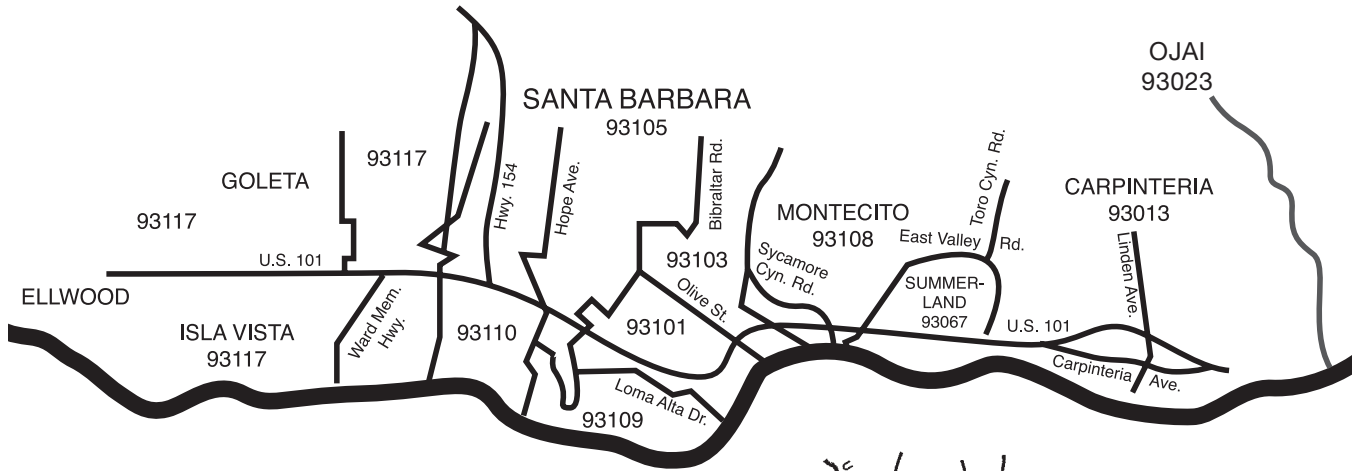 OJAI
93023
SANTA BARBARA
93105
93117
GOLETA
93117
Hwy. 154
Hope Ave.
Bibraltar Rd.
Toro Cyn. Rd.
CARPINTERIA
93013
MONTECITO
93108
East Valley Rd.
93103
Sycamore
Cyn. Rd.
Linden Ave.
U.S. 101
ELLWOOD
SUMMER-
LAND
93067
Olive St.
ISLA VISTA
93117
Ward Mem.
Hwy.
93110
93101
U.S. 101
Carpinteria Ave.
Loma Alta Dr.
93109